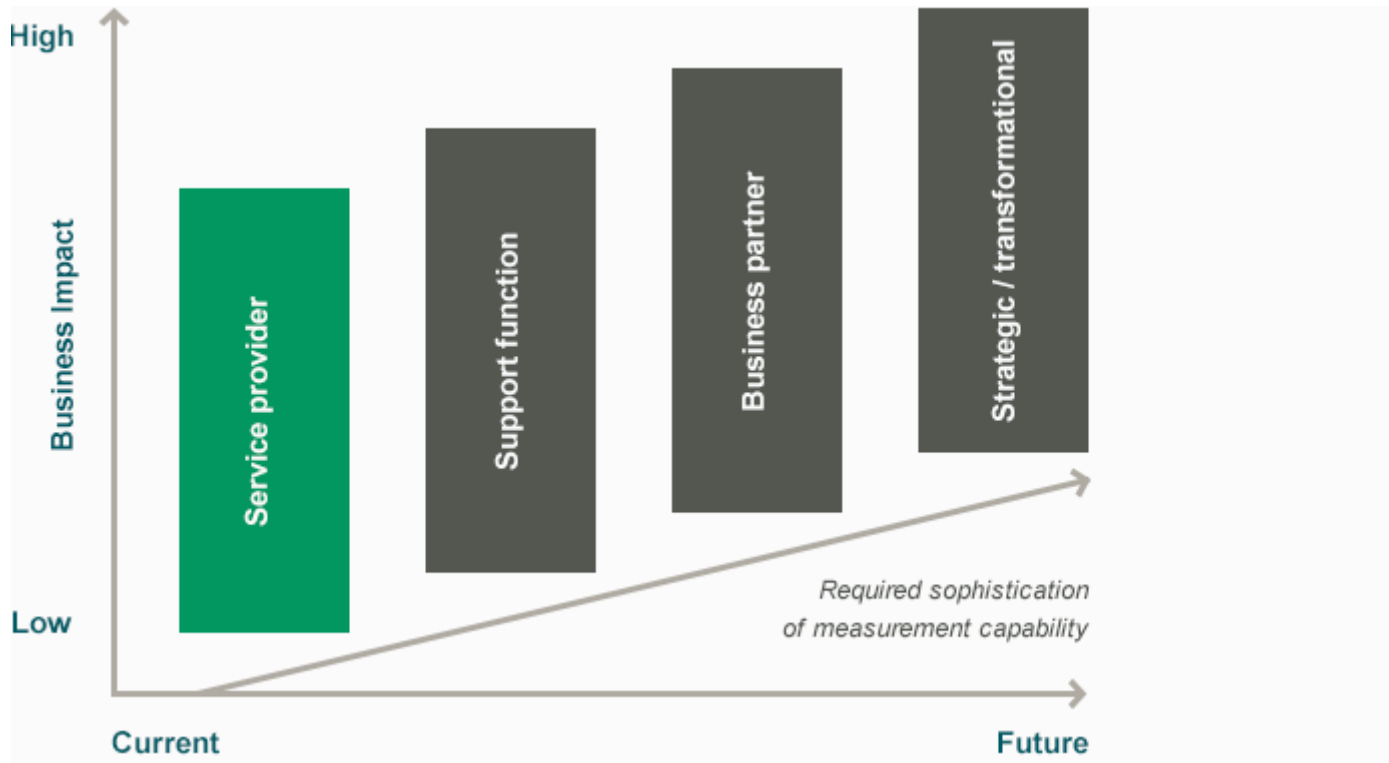 High
Business Impact
Low
Service provider
Support function
Business partner
Strategic / transformational
Required sophistication
of measurement capability
Current
Future